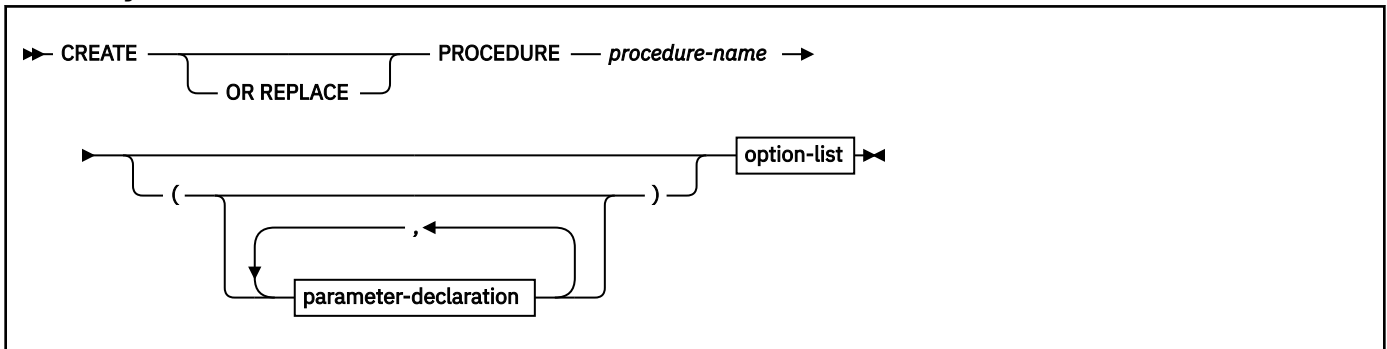 CREATE PROCEDURE procedure-name
OR REPLACE
option-list
( )
,
parameter-declaration